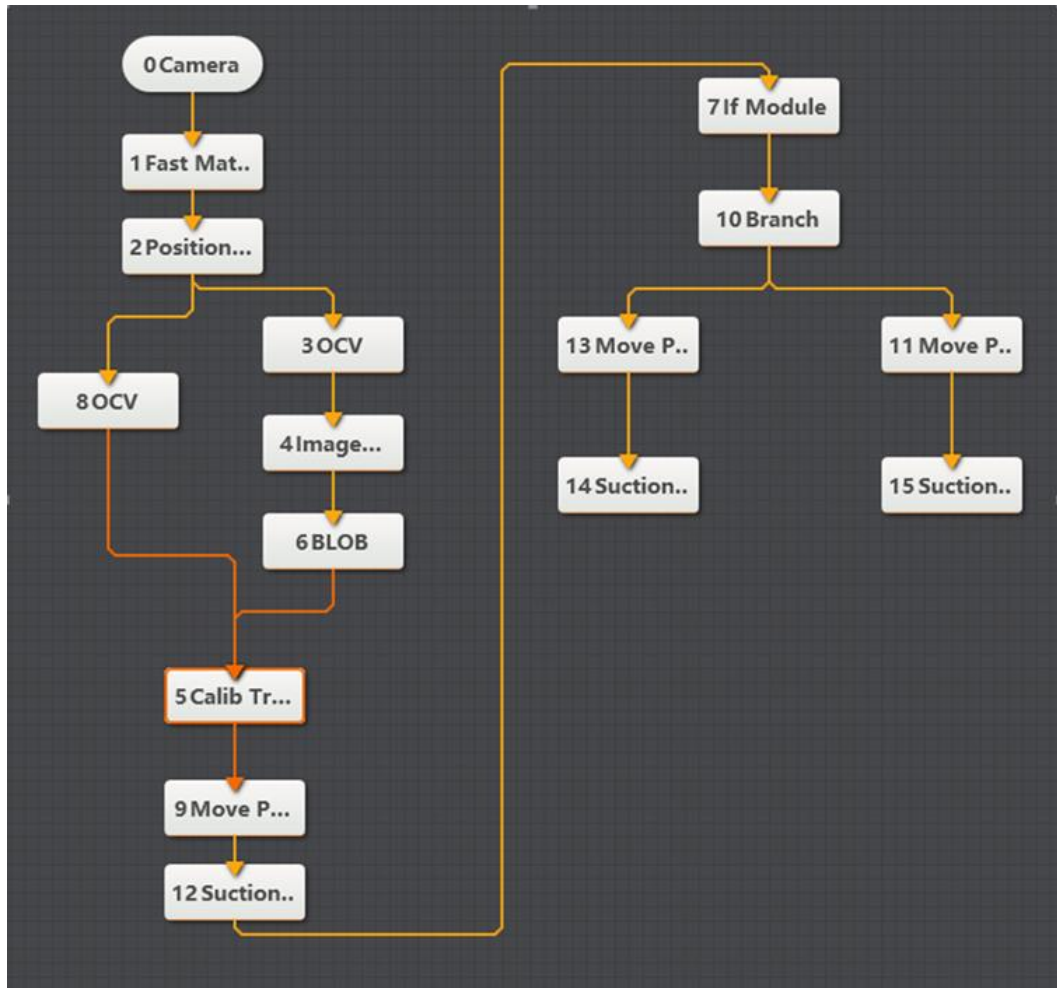 0 Camera
1 Fast Mat..
2 Position...
3 OCV
8 OCV
4 Image...
6 BLOB
5 Calib Tr...
9 Move P...
12 Suction..
7 If Module
10 Branch
13 Move P..
11 Move P..
14 Suction..
15 Suction..